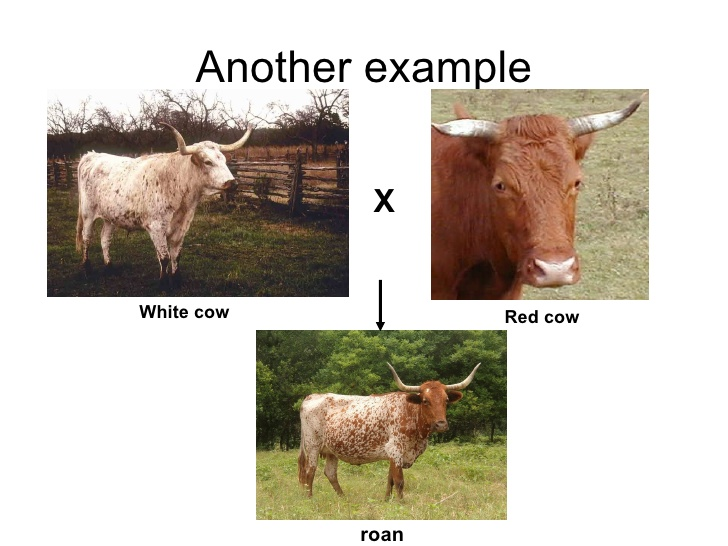 Another example
X
White cow
Red cow
roan